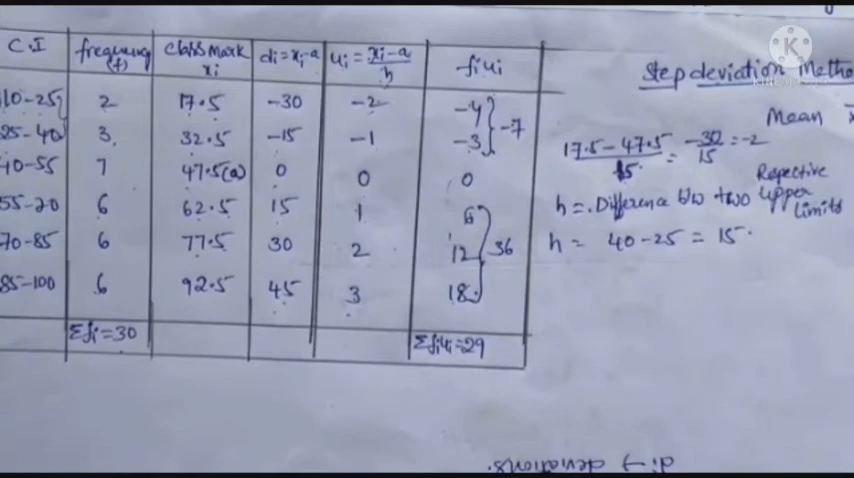 C.I frequency (f) class mark xi di=xi-a ui=xi-a/h fiui
10-25 2 17.5 -30 -2 -4
25-40 3 32.5 -15 -1 -3 -7
40-55 7 47.5(a) 0 0 0
55-70 6 62.5 15 1 6
70-85 6 77.5 30 2 12 36
85-100 6 92.5 45 3 18
Σfi=30 Σfiui=29
Step deviation
Mean
17.5-47.5/15 = -30/15 = -2
h = Difference b/w two Respective upper limits
h = 40-25 = 15.
di→ deviations.